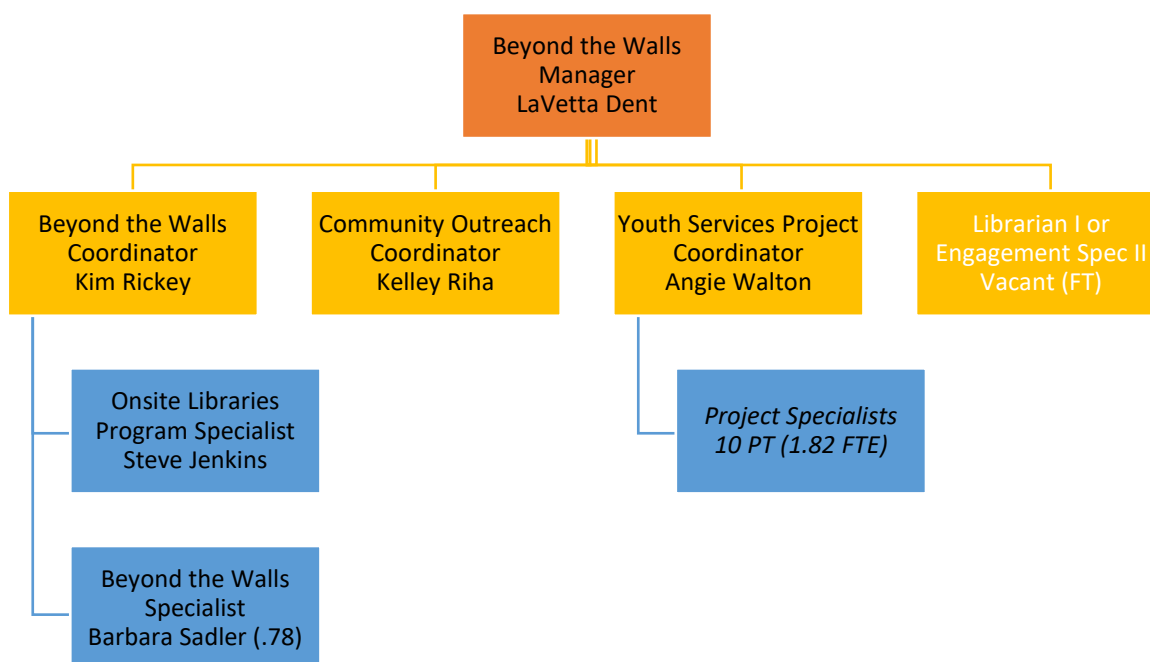 Beyond the Walls
Manager
LaVetta Dent
Beyond the Walls
Coordinator
Kim Rickey
Community Outreach
Coordinator
Kelley Riha
Youth Services Project
Coordinator
Angie Walton
Librarian I or
Engagement Spec II
Vacant (FT)
Onsite Libraries
Program Specialist
Steve Jenkins
Project Specialists
10 PT (1.82 FTE)
Beyond the Walls
Specialist
Barbara Sadler (.78)